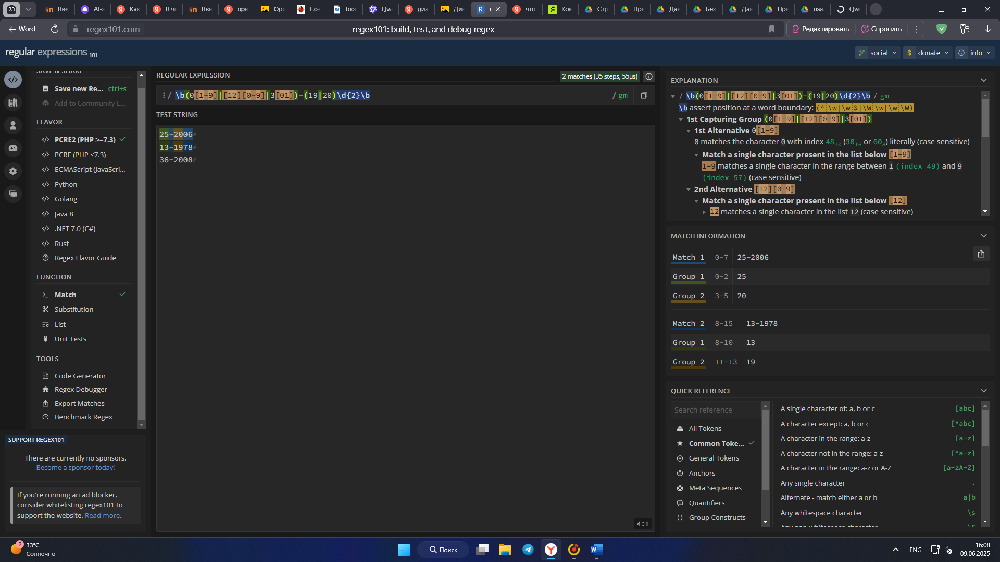 23
Вве
AI-а
Как
В че
Вве
ори
Ори
Соз
bioc
Qwe
диа
Диа
re
что
Ком
Стр
Пре
Дан
Без
Дан
Пре
usa
Qw
Word
regex101.com
regex101: build, test, and debug regex
Редактировать
Спросить
regular expressions 101
social
$ donate
info
SAVE & SHARE
Save new Re... ctrl+s
Add to Community L...
FLAVOR
PCRE2 (PHP >=7.3)
PCRE (PHP <7.3)
ECMAScript (JavaScri...
Python
Golang
Java 8
.NET 7.0 (C#)
Rust
Regex Flavor Guide
FUNCTION
Match
Substitution
List
Unit Tests
TOOLS
Code Generator
Regex Debugger
Export Matches
Benchmark Regex
SUPPORT REGEX101
There are currently no sponsors.
Become a sponsor today!
If you're running an ad blocker,
consider whitelisting regex101 to
support the website. Read more.
REGULAR EXPRESSION
2 matches (35 steps, 55μs)
/ \b(0[1-9]|[12][0-9]|3[01])-(19|20)\d{2}\b / gm
TEST STRING
25-2006
13-1978
36-2008
4:1
EXPLANATION
/ \b(0[1-9]|[12][0-9]|3[01])-(19|20)\d{2}\b / gm
\b assert position at a word boundary: (^\w|\w$|\W\w|\w\W)
1st Capturing Group (0[1-9]|[12][0-9]|3[01])
1st Alternative 0[1-9]
0 matches the character 0 with index 48₁₀ (30₁₆ or 60₈) literally (case sensitive)
Match a single character present in the list below [1-9]
1-9 matches a single character in the range between 1 (index 49) and 9
(index 57) (case sensitive)
2nd Alternative [12][0-9]
Match a single character present in the list below [12]
12 matches a single character in the list 12 (case sensitive)
MATCH INFORMATION
Match 1 0-7 25-2006
Group 1 0-2 25
Group 2 3-5 20
Match 2 8-15 13-1978
Group 1 8-10 13
Group 2 11-13 19
QUICK REFERENCE
Search reference
All Tokens
Common Toke...
General Tokens
Anchors
Meta Sequences
Quantifiers
Group Constructs
A single character of: a, b or c [abc]
A character except: a, b or c [^abc]
A character in the range: a-z [a-z]
A character not in the range: a-z [^a-z]
A character in the range: a-z or A-Z [a-zA-Z]
Any single character .
Alternate - match either a or b a|b
Any whitespace character \s
Any non-whitespace character \S
2
33°C
Солнечно
Поиск
ENG
16:08
09.06.2025